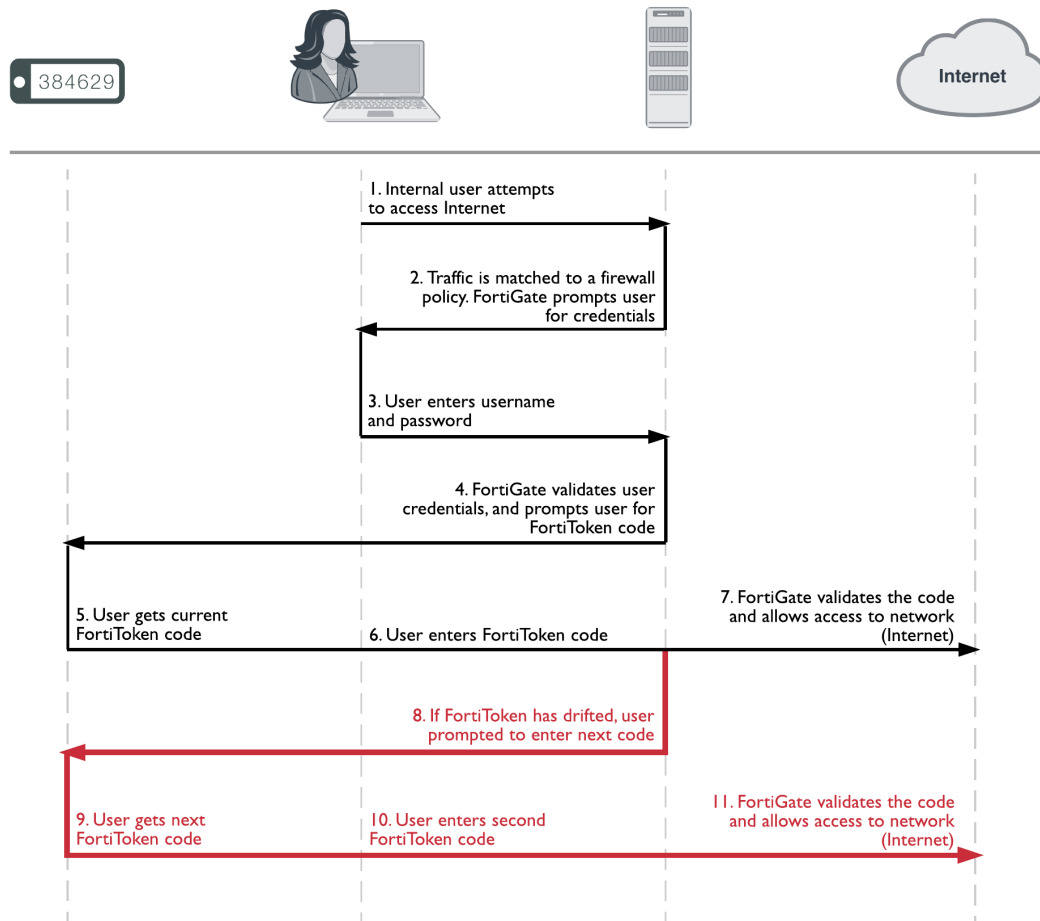 384629
Internet
1. Internal user attempts
to access Internet
2. Traffic is matched to a firewall
policy. FortiGate prompts user
for credentials
3. User enters username
and password
4. FortiGate validates user
credentials, and prompts user for
FortiToken code
5. User gets current
FortiToken code
6. User enters FortiToken code
7. FortiGate validates the code
and allows access to network
(Internet)
8. If FortiToken has drifted, user
prompted to enter next code
9. User gets next
FortiToken code
10. User enters second
FortiToken code
11. FortiGate validates the code
and allows access to network
(Internet)